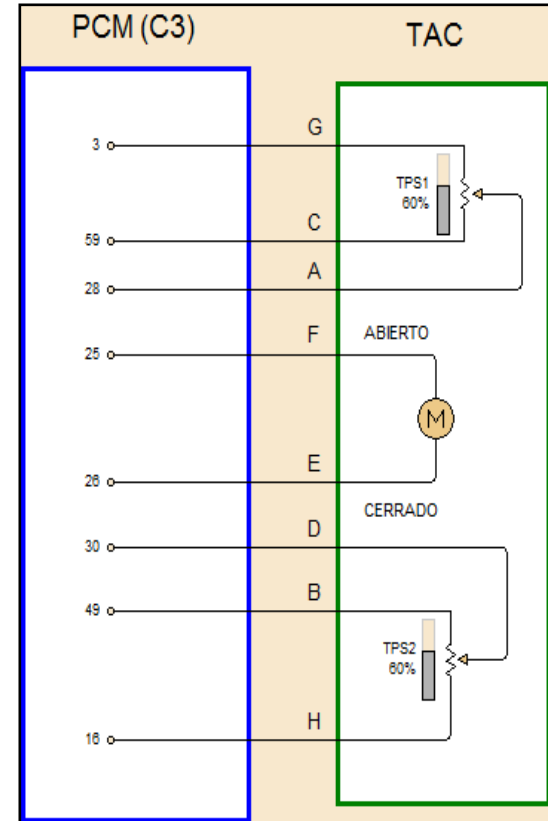 PCM (C3) TAC
G
3
TPS1
60%
C
59
A
28
F ABIERTO
25
M
E
26
CERRADO
D
30
B
49
TPS2
60%
H
16